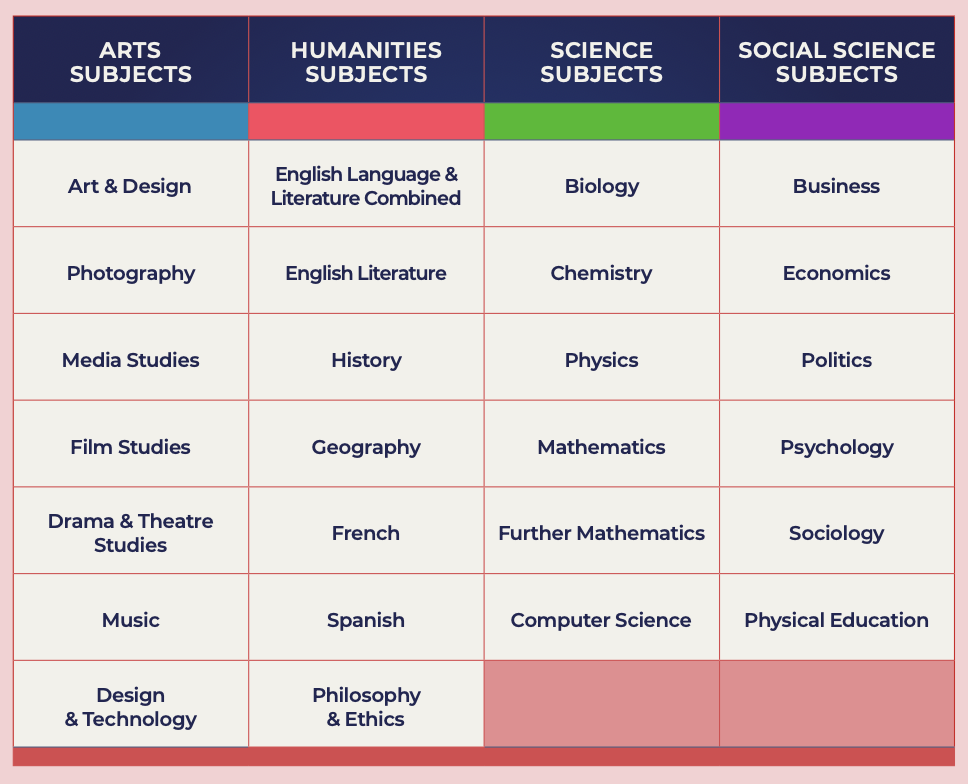 ARTS
SUBJECTS
HUMANITIES
SUBJECTS
SCIENCE
SUBJECTS
SOCIAL SCIENCE
SUBJECTS
Art & Design
English Language &
Literature Combined
Biology
Business
Photography
English Literature
Chemistry
Economics
Media Studies
History
Physics
Politics
Film Studies
Geography
Mathematics
Psychology
Drama & Theatre
Studies
French
Further Mathematics
Sociology
Music
Spanish
Computer Science
Physical Education
Design
& Technology
Philosophy
& Ethics